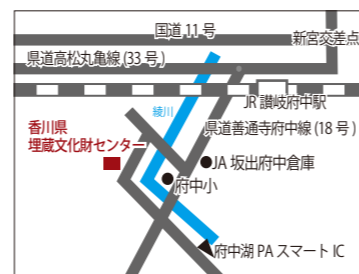 国道 11 号
新宮交差点
県道高松丸亀線 (33 号)
綾川
JR 讃岐府中駅
香川県
埋蔵文化財センター
県道善通寺府中線 (18 号)
JA 坂出府中倉庫
府中小
府中湖 PA スマート IC